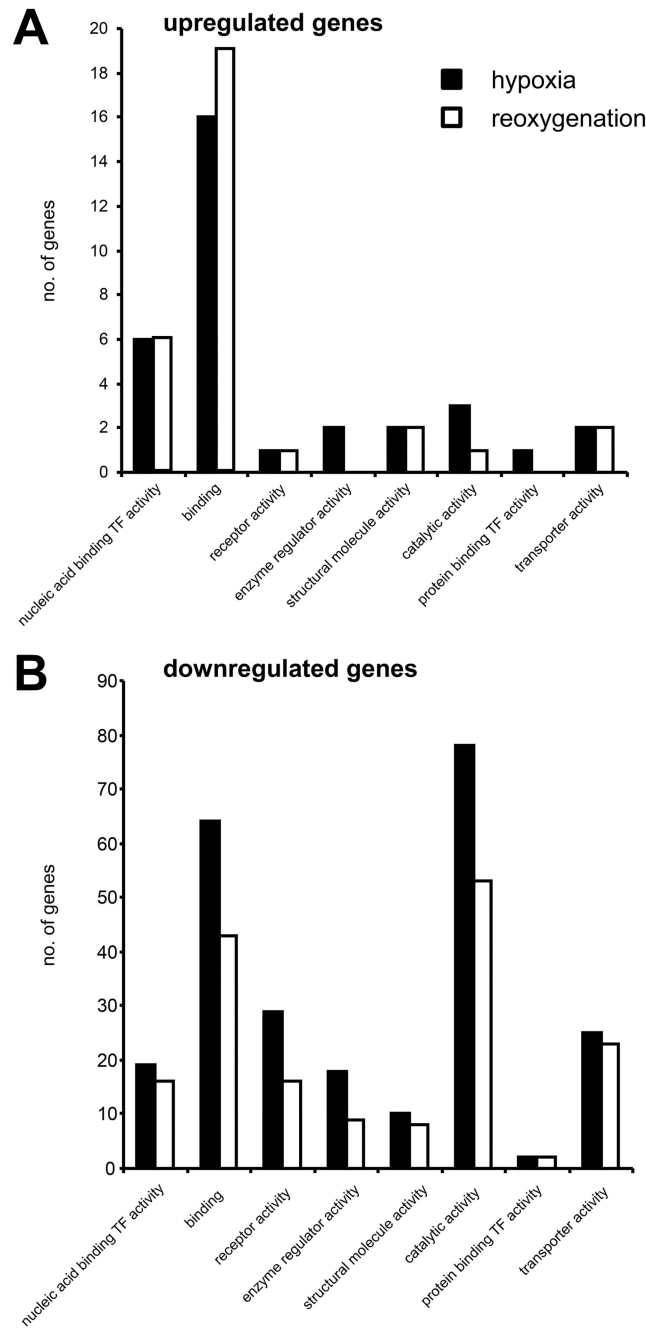 A
upregulated genes
hypoxia
reoxygenation
no. of genes
20
18
16
14
12
10
8
6
4
2
0
nucleic acid binding TF activity
binding
receptor activity
enzyme regulator activity
structural molecule activity
catalytic activity
protein binding TF activity
transporter activity
B
downregulated genes
no. of genes
90
80
70
60
50
40
30
20
10
0
nucleic acid binding TF activity
binding
receptor activity
enzyme regulator activity
structural molecule activity
catalytic activity
protein binding TF activity
transporter activity